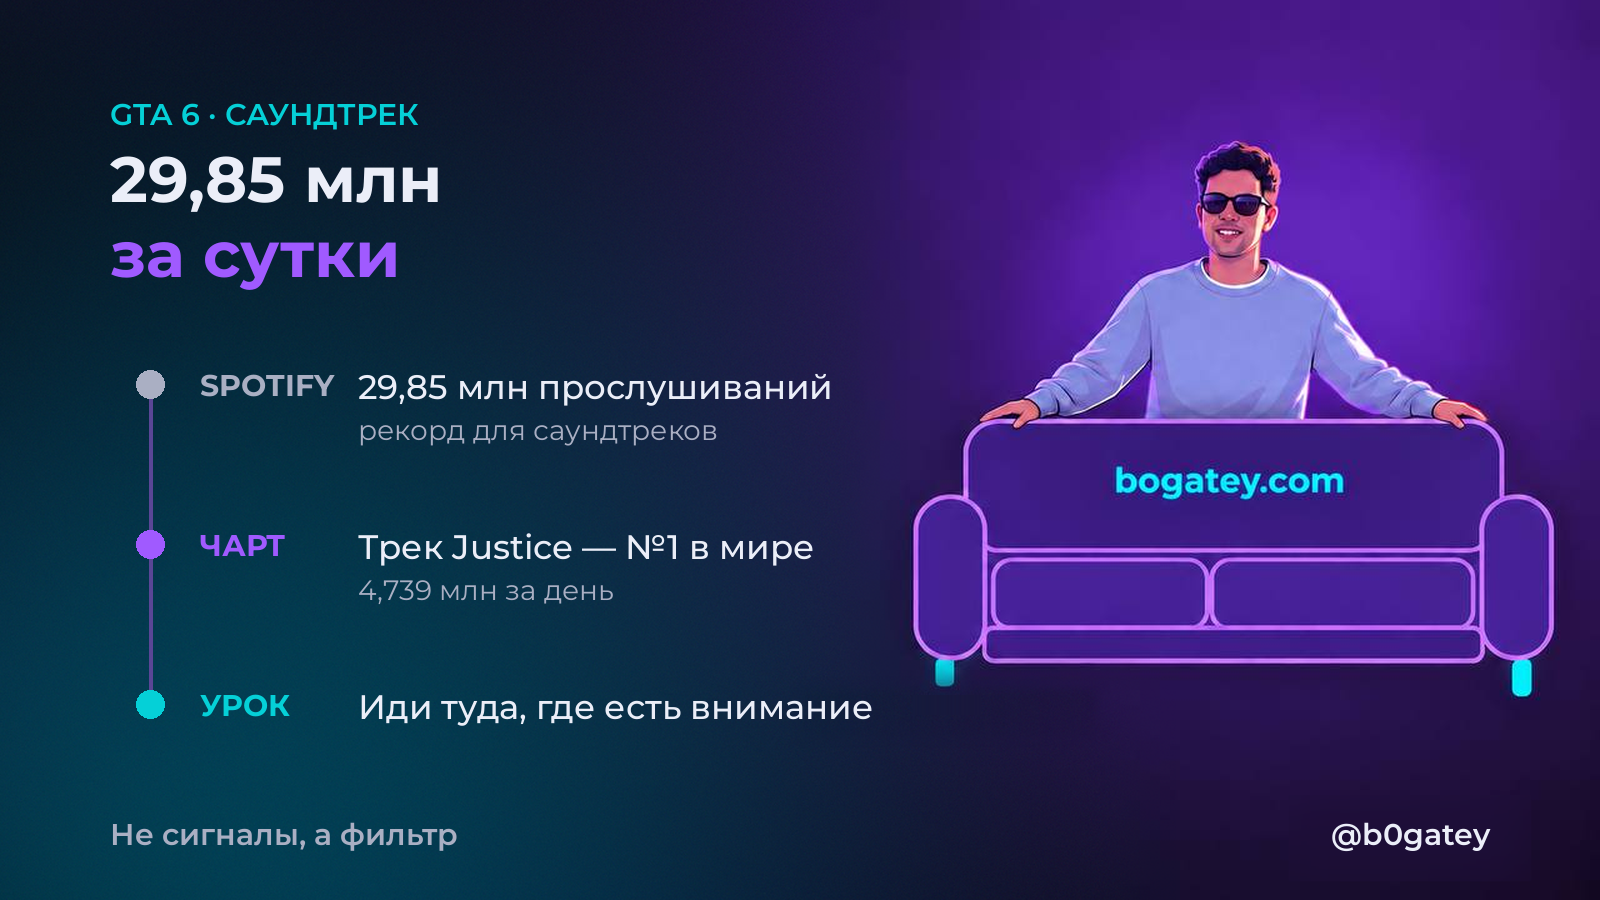 GTA 6 · САУНДТРЕК
29,85 млн
за сутки
SPOTIFY 29,85 млн прослушиваний
рекорд для саундтреков
ЧАРТ Трек Justice — №1 в мире
4,739 млн за день
УРОК Иди туда, где есть внимание
bogatey.com
Не сигналы, а фильтр
@b0gatey